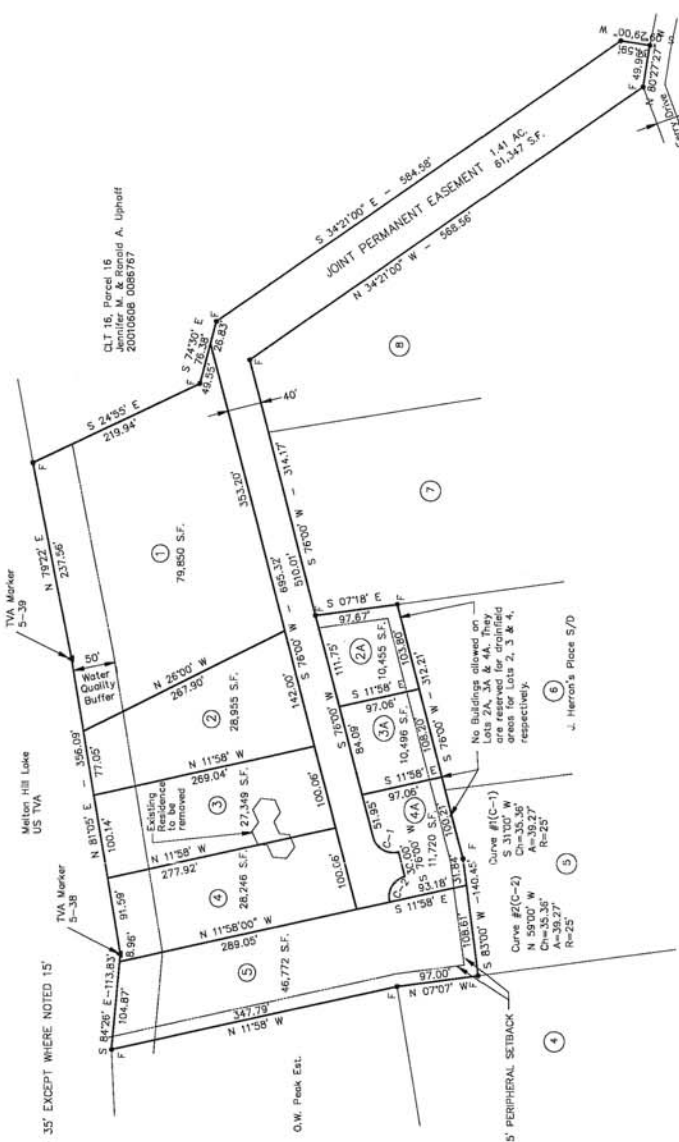 35' EXCEPT WHERE NOTED 15'
Melton Hill Lake
US TVA
TVA Marker
5-39
TVA Marker
5-38
CLT 16, Parcel 16
Jennifer M. & Ronald A. Uphoff
20010608 0086767
S 84°26' E-113.83'
104.87'
8.96'
N 81°05' E - 356.09'
91.59'
100.14'
77.05'
N 79°22' E
237.56'
50'
Water
Quality
Buffer
S 24°55' E
219.94'
S 74°30' E
76.38'
49.55'
26.83'
S 34°21'00" E - 584.58'
JOINT PERMANENT EASEMENT
1.41 AC.
61,347 S.F.
N 34°21'00" W - 568.56'
49.99'
N 80°27'27" W
29.00'
W
S
Drive
F
F
F
F
F
F
F
F
F
F
1
79,850 S.F.
N 26°00' W
267.90'
2
28,955 S.F.
N 11°58' W
269.04'
Existing
Residence
to be
removed
3
27,349 S.F.
N 11°58' W
277.92'
4
28,246 S.F.
N 11°58'00" W
289.05'
5
46,772 S.F.
347.79'
N 11°58' W
O.W. Peak Est.
353.20'
S 76°00' W - 695.32'
142.00'
100.06'
100.06'
40'
S 76°00' W - 314.17'
510.01'
S 76°00' W
111.75'
84.09'
51.95'
S 07°18' E
97.67'
2A
10,455 S.F.
S 11°58' E
97.06'
3A
10,496 S.F.
S 11°58' E
97.06'
4A
11,720 S.F.
C-1
C-2
S 76°00' W
S 11°58' E
93.18'
103.80'
S 76°00' W - 312.21'
108.20'
100.21'
31.84'
108.61'
S 83°00' W -140.45'
97.00'
N 07°07' W
5' PERIPHERAL SETBACK
No Buildings allowed on
Lots 2A, 3A & 4A. They
are reserved for drainfield
areas for Lots 2, 3 & 4,
respectively.
Curve #1(C-1)
S 31°00' W
Ch=35.36'
A=39.27'
R=25'
Curve #2(C-2)
N 59°00' W
Ch=35.36'
A=39.27'
R=25'
4
5
6
J. Herron's Place S/D
7
8